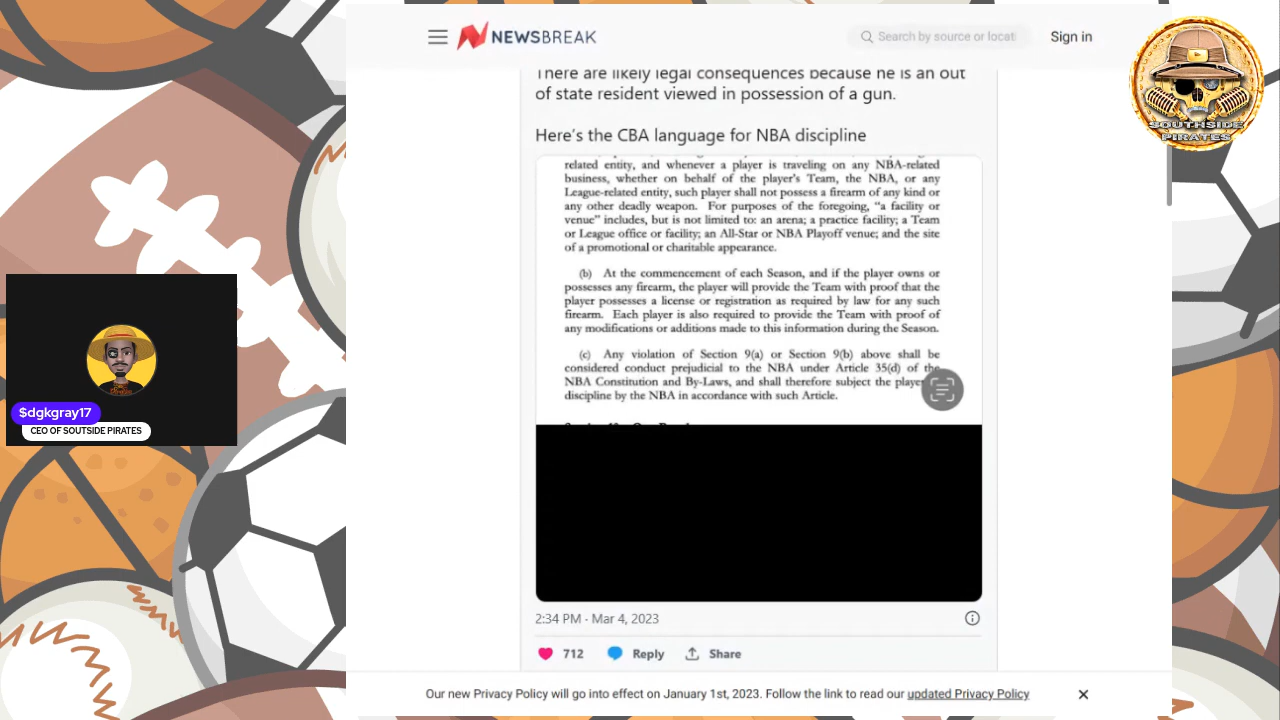 NEWSBREAK
Search by source or locati
Sign in
SOUTHSIDE
PIRATES
There are likely legal consequences because he is an out
of state resident viewed in possession of a gun.
Here's the CBA language for NBA discipline
related entity, and whenever a player is traveling on any NBA-related
business, whether on behalf of the player's Team, the NBA, or any
League-related entity, such player shall not possess a firearm of any kind or
any other deadly weapon. For purposes of the foregoing, “a facility or
venue” includes, but is not limited to: an arena; a practice facility; a Team
or League office or facility; an All-Star or NBA Playoff venue; and the site
of a promotional or charitable appearance.
(b) At the commencement of each Season, and if the player owns or
possesses any firearm, the player will provide the Team with proof that the
player possesses a license or registration as required by law for any such
firearm. Each player is also required to provide the Team with proof of
any modifications or additions made to this information during the Season.
(c) Any violation of Section 9(a) or Section 9(b) above shall be
considered conduct prejudicial to the NBA under Article 35(d) of the
NBA Constitution and By-Laws, and shall therefore subject the player
discipline by the NBA in accordance with such Article.
$dgkgray17
CEO OF SOUTSIDE PIRATES
2:34 PM · Mar 4, 2023
712 Reply Share
Our new Privacy Policy will go into effect on January 1st, 2023. Follow the link to read our updated Privacy Policy